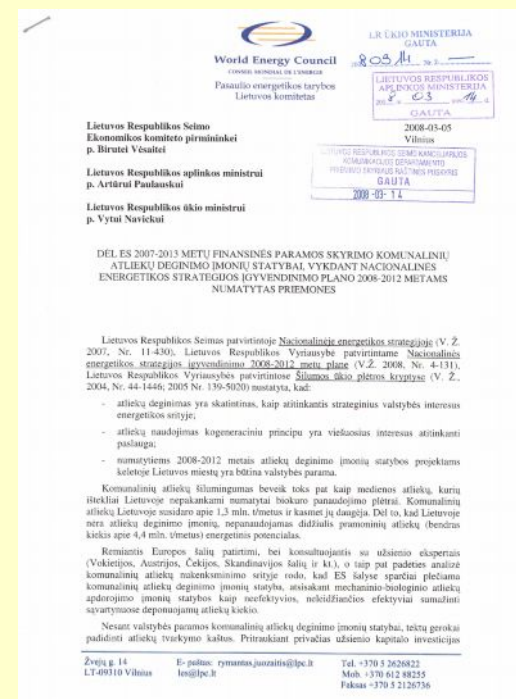 World Energy Council
CONSEIL MONDIAL DE L'ENERGIE
Pasaulio energetikos tarybos
Lietuvos komitetas
LR ŪKIO MINISTERIJA
GAUTA
LIETUVOS RESPUBLIKOS
APLINKOS MINISTERIJA
03 14 d.
GAUTA
2008-03-05
Vilnius
LIETUVOS RESPUBLIKOS SEIMO KANCELIARIJOS
KOMUNIKACIJOS DEPARTAMENTO
GAUTA
2008 -03- 14
Lietuvos Respublikos Seimo
Ekonomikos komiteto pirmininkei
p. Birutei Vėsaitei
Lietuvos Respublikos aplinkos ministrui
p. Artūrui Paulauskui
Lietuvos Respublikos ūkio ministrui
p. Vytui Navickui
DĖL ES 2007-2013 METŲ FINANSINĖS PARAMOS SKYRIMO KOMUNALINIŲ
ATLIEKŲ DEGINIMO ĮMONIŲ STATYBAI, VYKDANT NACIONALINĖS
ENERGETIKOS STRATEGIJOS ĮGYVENDINIMO PLANO 2008-2012 METAMS
NUMATYTAS PRIEMONES
Lietuvos Respublikos Seimas patvirtintoje Nacionalinėje energetikos strategijoje (V. Ž.
2007, Nr. 11-430), Lietuvos Respublikos Vyriausybė patvirtintame Nacionalinės
energetikos strategijos įgyvendinimo 2008-2012 metų plane (V.Ž. 2008, Nr. 4-131),
Lietuvos Respublikos Vyriausybės patvirtintose Šilumos ūkio plėtros kryptyse (V. Ž.,
2004, Nr. 44-1446; 2005 Nr. 139-5020) nustatyta, kad:
- atliekų deginimas yra skatintinas, kaip atitinkantis strateginius valstybės interesus
energetikos srityje;
- atliekų naudojimas kogeneraciniu principu yra viešuosius interesus atitinkanti
paslauga;
- numatytiems 2008-2012 metais atliekų deginimo įmonių statybos projektams
keletoje Lietuvos miestų yra būtina valstybės parama.
Komunalinių atliekų šilumingumas beveik toks pat kaip medienos atliekų, kurių
ištekliai Lietuvoje nepakankami numatytai biokuro panaudojimo plėtrai. Komunalinių
atliekų Lietuvoje susidaro apie 1,3 mln. t/metus ir kasmet jų daugėja. Dėl to, kad Lietuvoje
nėra atliekų deginimo įmonių, nepanaudojamas didžiulis pramoninių atliekų (bendras
kiekis apie 4,4 mln. t/metus) energetinis potencialas.
Remiantis Europos šalių patirtimi, bei konsultuojantis su užsienio ekspertais
(Vokietijos, Austrijos, Čekijos, Skandinavijos šalių ir kt.), o taip pat padėties analizė
komunalinių atliekų nukenksminimo srityje rodo, kad ES šalyse sparčiai plečiama
komunalinių atliekų deginimo įmonių statyba, atsisakant mechaninio-biologinio atliekų
apdorojimo įmonių statybos kaip neefektyvios, neleidžiančios efektyviai sumažinti
sąvartynuose deponuojamų atliekų kiekio.
Nesant valstybės paramos komunalinių atliekų deginimo įmonių statybai, tektų gerokai
padidinti atliekų tvarkymo kaštus. Pritraukiant privačias užsienio kapitalo investicijas
Žvejų g. 14
LT-09310 Vilnius
E- paštas: rymantas.juozaitis@lpc.lt
les@lpc.lt
Tel. +370 5 2626822
Mob. +370 612 88255
Faksas +370 5 2126736